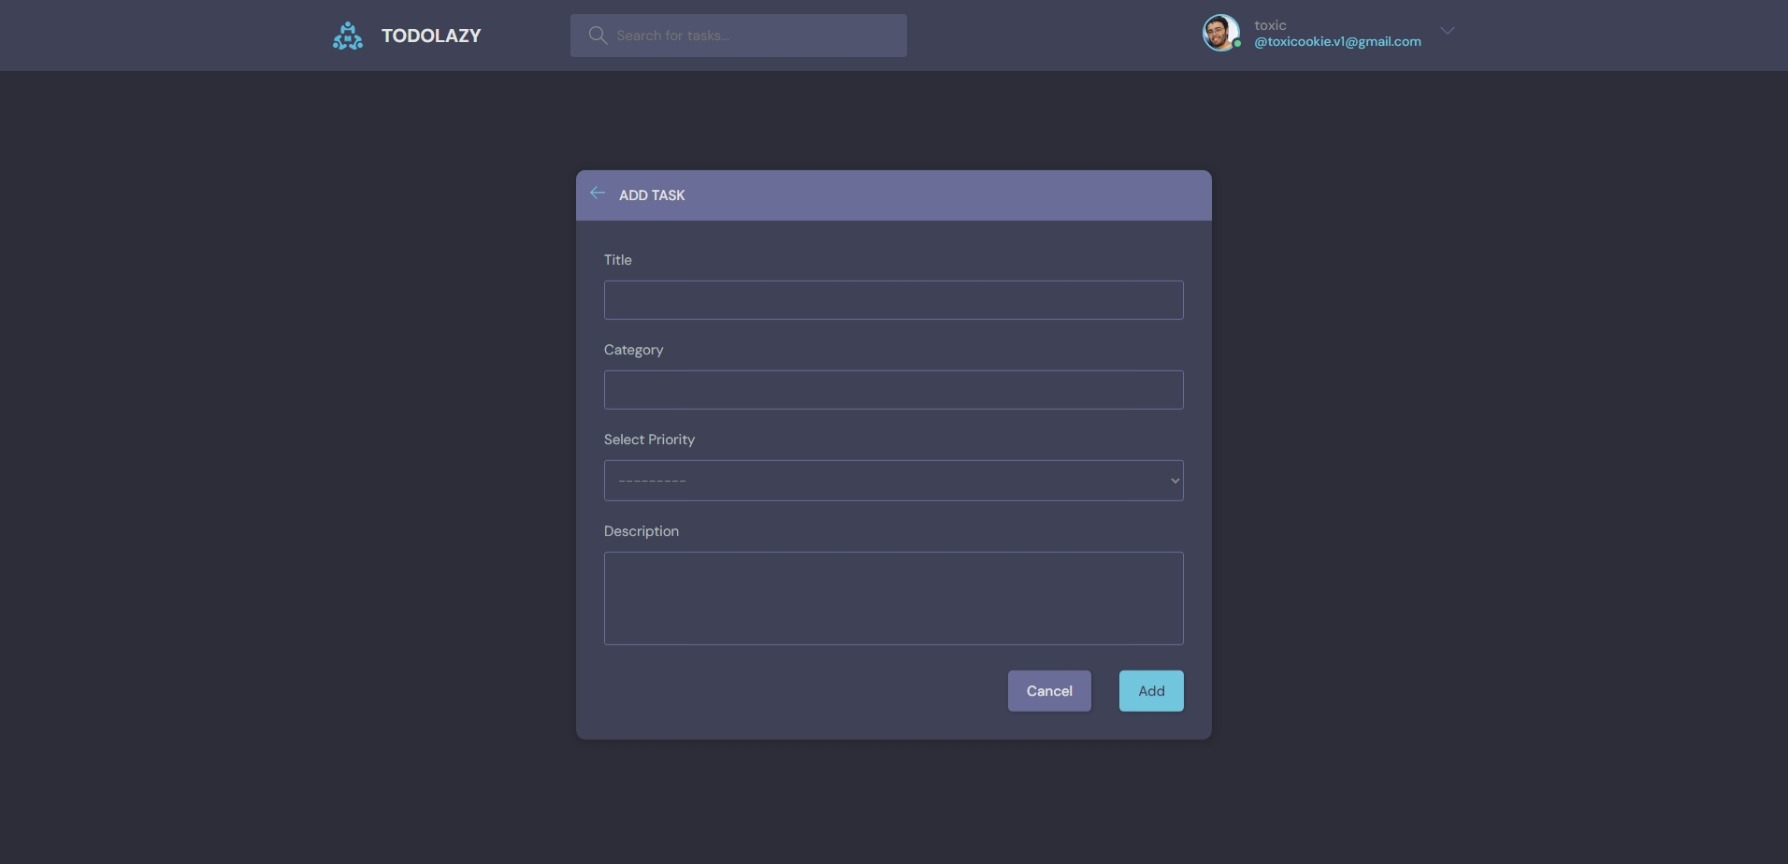 TODOLAZY
Search for tasks...
toxic
@toxicookie.v1@gmail.com
ADD TASK
Title
Category
Select Priority
---------
Description
Cancel
Add